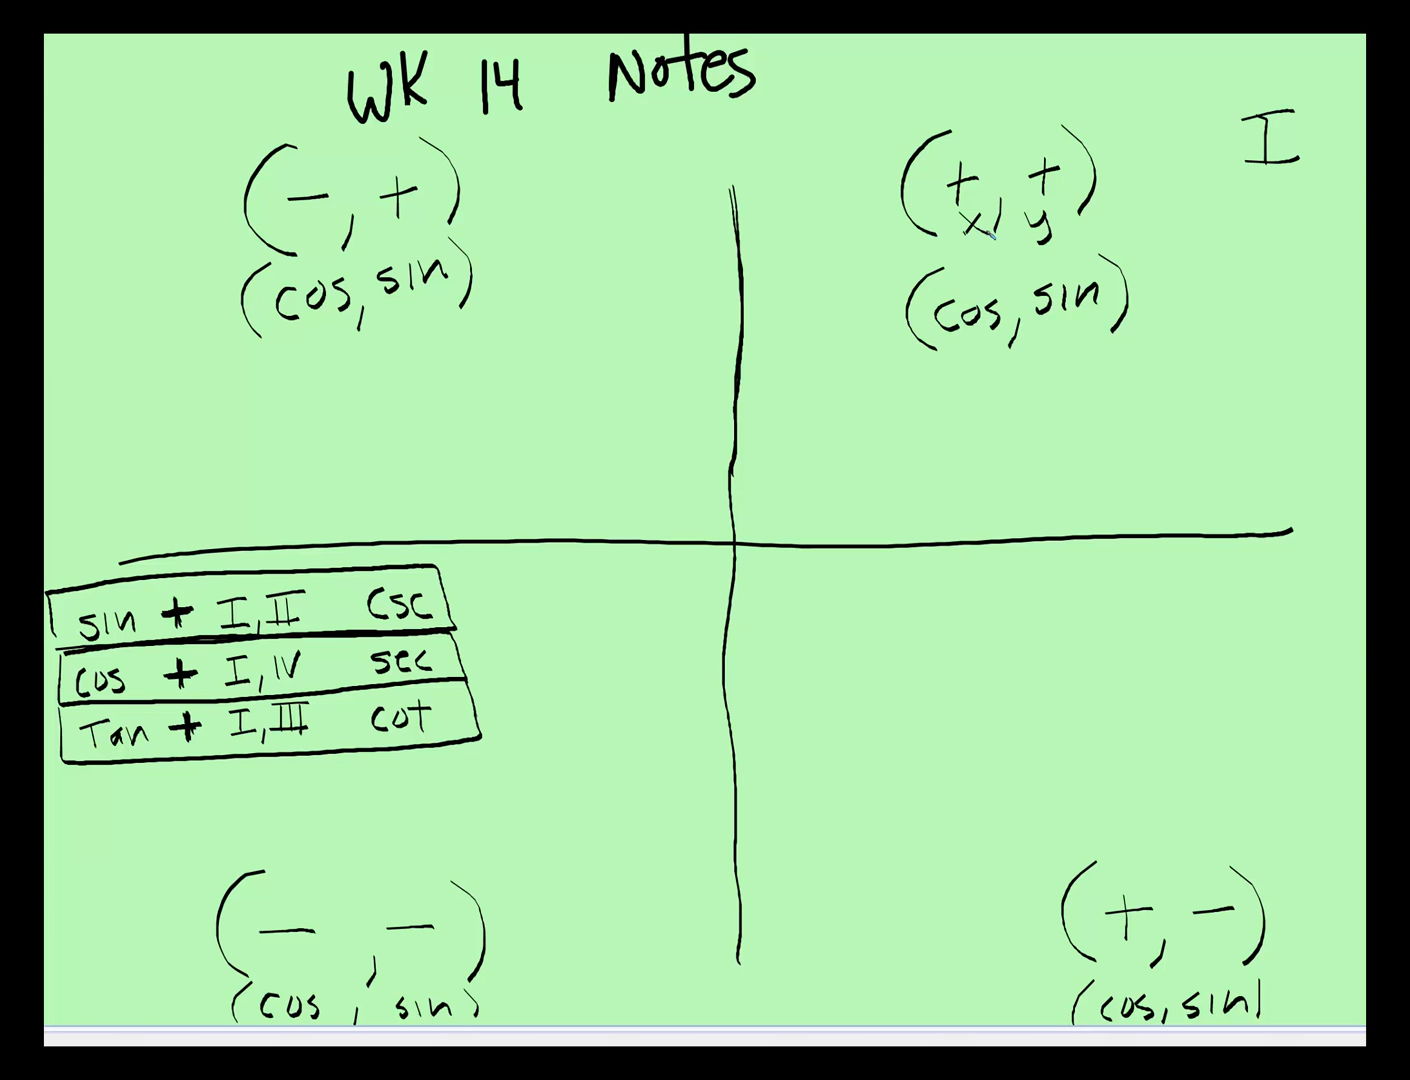 WK 14 Notes
I
(-, +)
(cos, sin)
(+, +)
x, y
(cos, sin)
sin + I, II csc
cos + I, IV sec
Tan + I, III cot
(-, -)
(cos, sin)
(+, -)
(cos, sin)